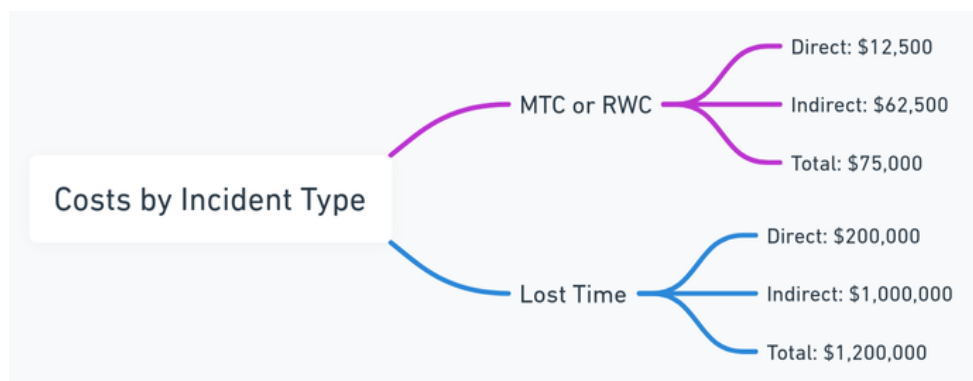 Costs by Incident Type
MTC or RWC
Direct: $12,500
Indirect: $62,500
Total: $75,000
Lost Time
Direct: $200,000
Indirect: $1,000,000
Total: $1,200,000